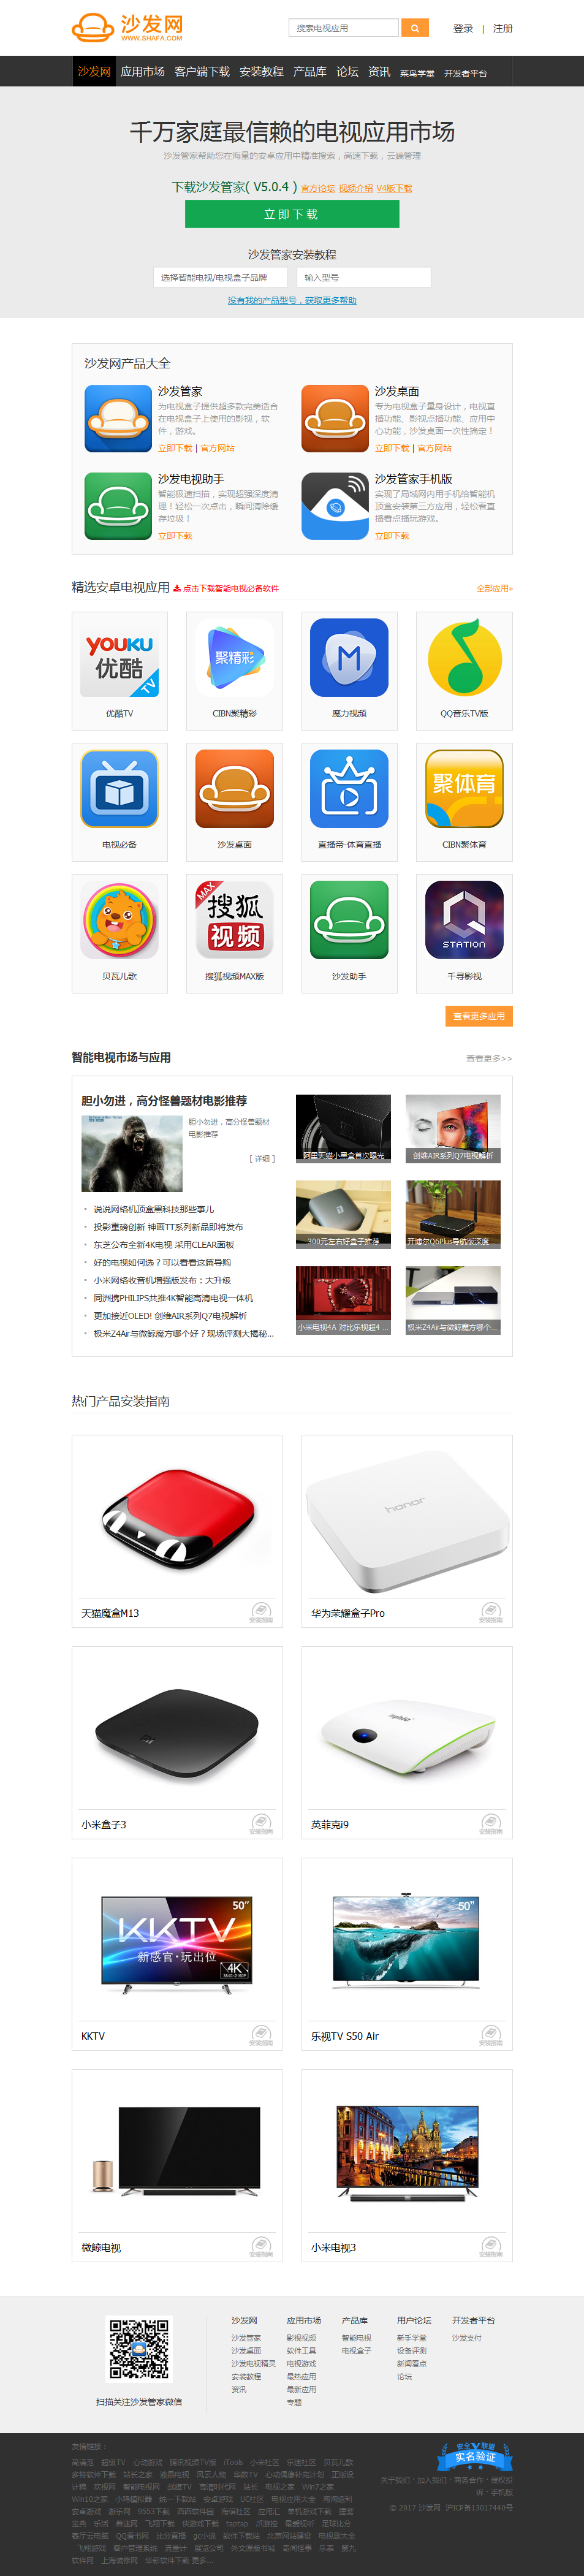 沙发网
WWW.SHAFA.COM
搜索电视应用
登录 | 注册
沙发网 应用市场 客户端下载 安装教程 产品库 论坛 资讯 菜鸟学堂 开发者平台
千万家庭最信赖的电视应用市场
沙发管家帮助您在海量的安卓应用中精准搜索，高速下载，云端管理
下载沙发管家( V5.0.4 ) 官方论坛 视频介绍 V4版下载
立即下载
沙发管家安装教程
选择智能电视/电视盒子品牌
输入型号
没有我的产品型号，获取更多帮助
沙发网产品大全
沙发管家
为电视盒子提供超多款完美适合
在电视盒子上使用的影视，软
件，游戏。
立即下载 | 官方网站
沙发桌面
专为电视盒子量身设计，电视直
播功能、影视点播功能、应用中
心功能，沙发桌面一次性搞定！
立即下载 | 官方网站
沙发电视助手
智能极速扫描，实现超强深度清
理！轻松一次点击，瞬间清除缓
存垃圾！
立即下载
沙发管家手机版
实现了局域网内用手机给智能机
顶盒安装第三方应用，轻松看直
播看点播玩游戏。
立即下载
精选安卓电视应用 点击下载智能电视必备软件
全部应用»
YOUKU
优酷
TV
聚精彩
优酷TV
CIBN聚精彩
魔力视频
QQ音乐TV版
聚体育
电视必备
沙发桌面
直播帝-体育直播
CIBN聚体育
MAX
搜狐
视频
STATION
贝瓦儿歌
搜狐视频MAX版
沙发助手
千寻影视
查看更多应用
智能电视市场与应用
查看更多>>
胆小勿进，高分怪兽题材电影推荐
胆小勿进，高分怪兽题材
电影推荐
[ 详细 ]
说说网络机顶盒黑科技那些事儿
投影重磅创新 神画TT系列新品即将发布
东芝公布全新4K电视 采用CLEAR面板
好的电视如何选？可以看看这篇导购
小米网络收音机增强版发布：大升级
同洲携PHILIPS共推4K智能高清电视一体机
更加接近OLED! 创维AIR系列Q7电视解析
极米Z4Air与微鲸魔方哪个好？现场评测大揭秘...
阿里天猫小黑盒首次曝光
创维AIR系列Q7电视解析
300元左右好盒子推荐
开博尔Q6Plus导航版深度
小米电视4A 对比乐视超4 ...
极米Z4Air与微鲸魔方哪个...
热门产品安装指南
honor
天猫魔盒M13
安装指南
华为荣耀盒子Pro
安装指南
小米盒子3
安装指南
英菲克i9
安装指南
50"
KKTV
新感官·玩出位
4K
50"
KKTV
安装指南
乐视TV S50 Air
安装指南
微鲸电视
安装指南
小米电视3
安装指南
扫描关注沙发管家微信
沙发网
沙发管家
沙发桌面
沙发电视精灵
安装教程
资讯
应用市场
影视视频
软件工具
电视游戏
最热应用
最新应用
专题
产品库
智能电视
电视盒子
用户论坛
新手学堂
设备评测
新闻看点
论坛
开发者平台
沙发支付
友情链接：
安全联盟
实名验证
关于我们 · 加入我们 · 商务合作 · 侵权投
诉 · 手机版
© 2017 沙发网 沪ICP备13017440号